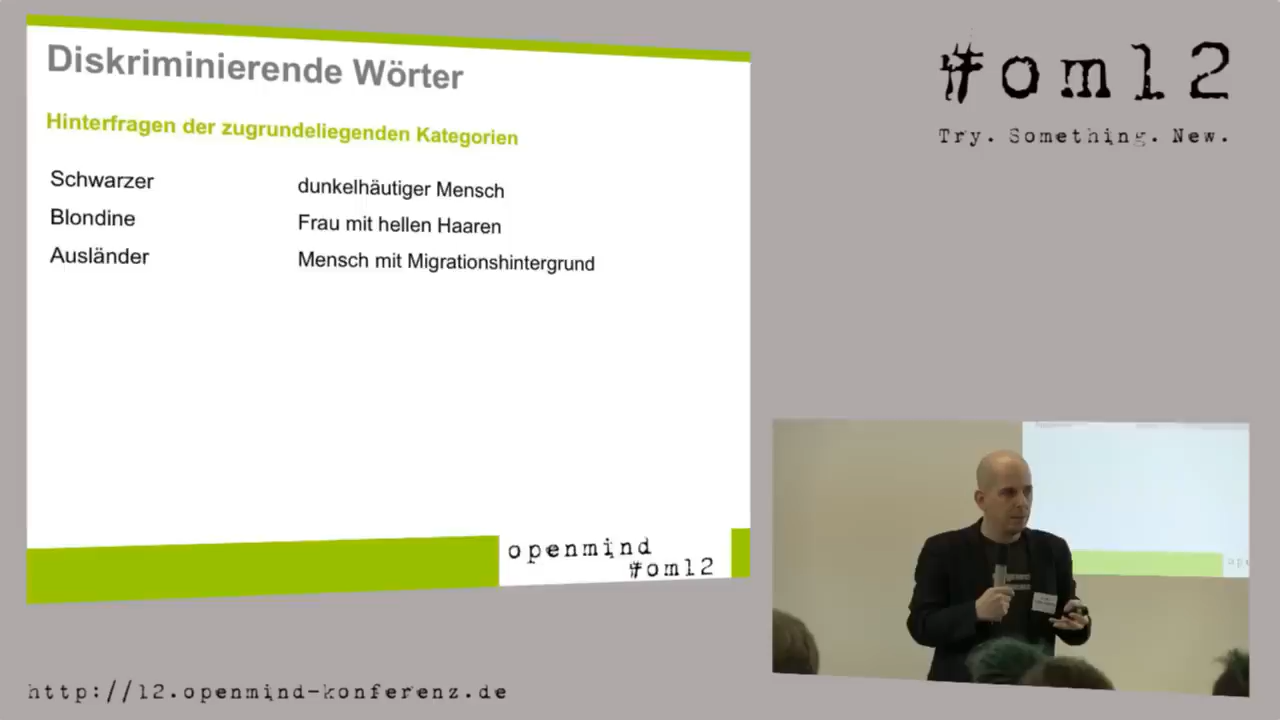 Diskriminierende Wörter
Hinterfragen der zugrundeliegenden Kategorien
Schwarzer dunkelhäutiger Mensch
Blondine Frau mit hellen Haaren
Ausländer Mensch mit Migrationshintergrund
openmind
#om12
#om12
Try. Something. New.
http://12.openmind-konferenz.de